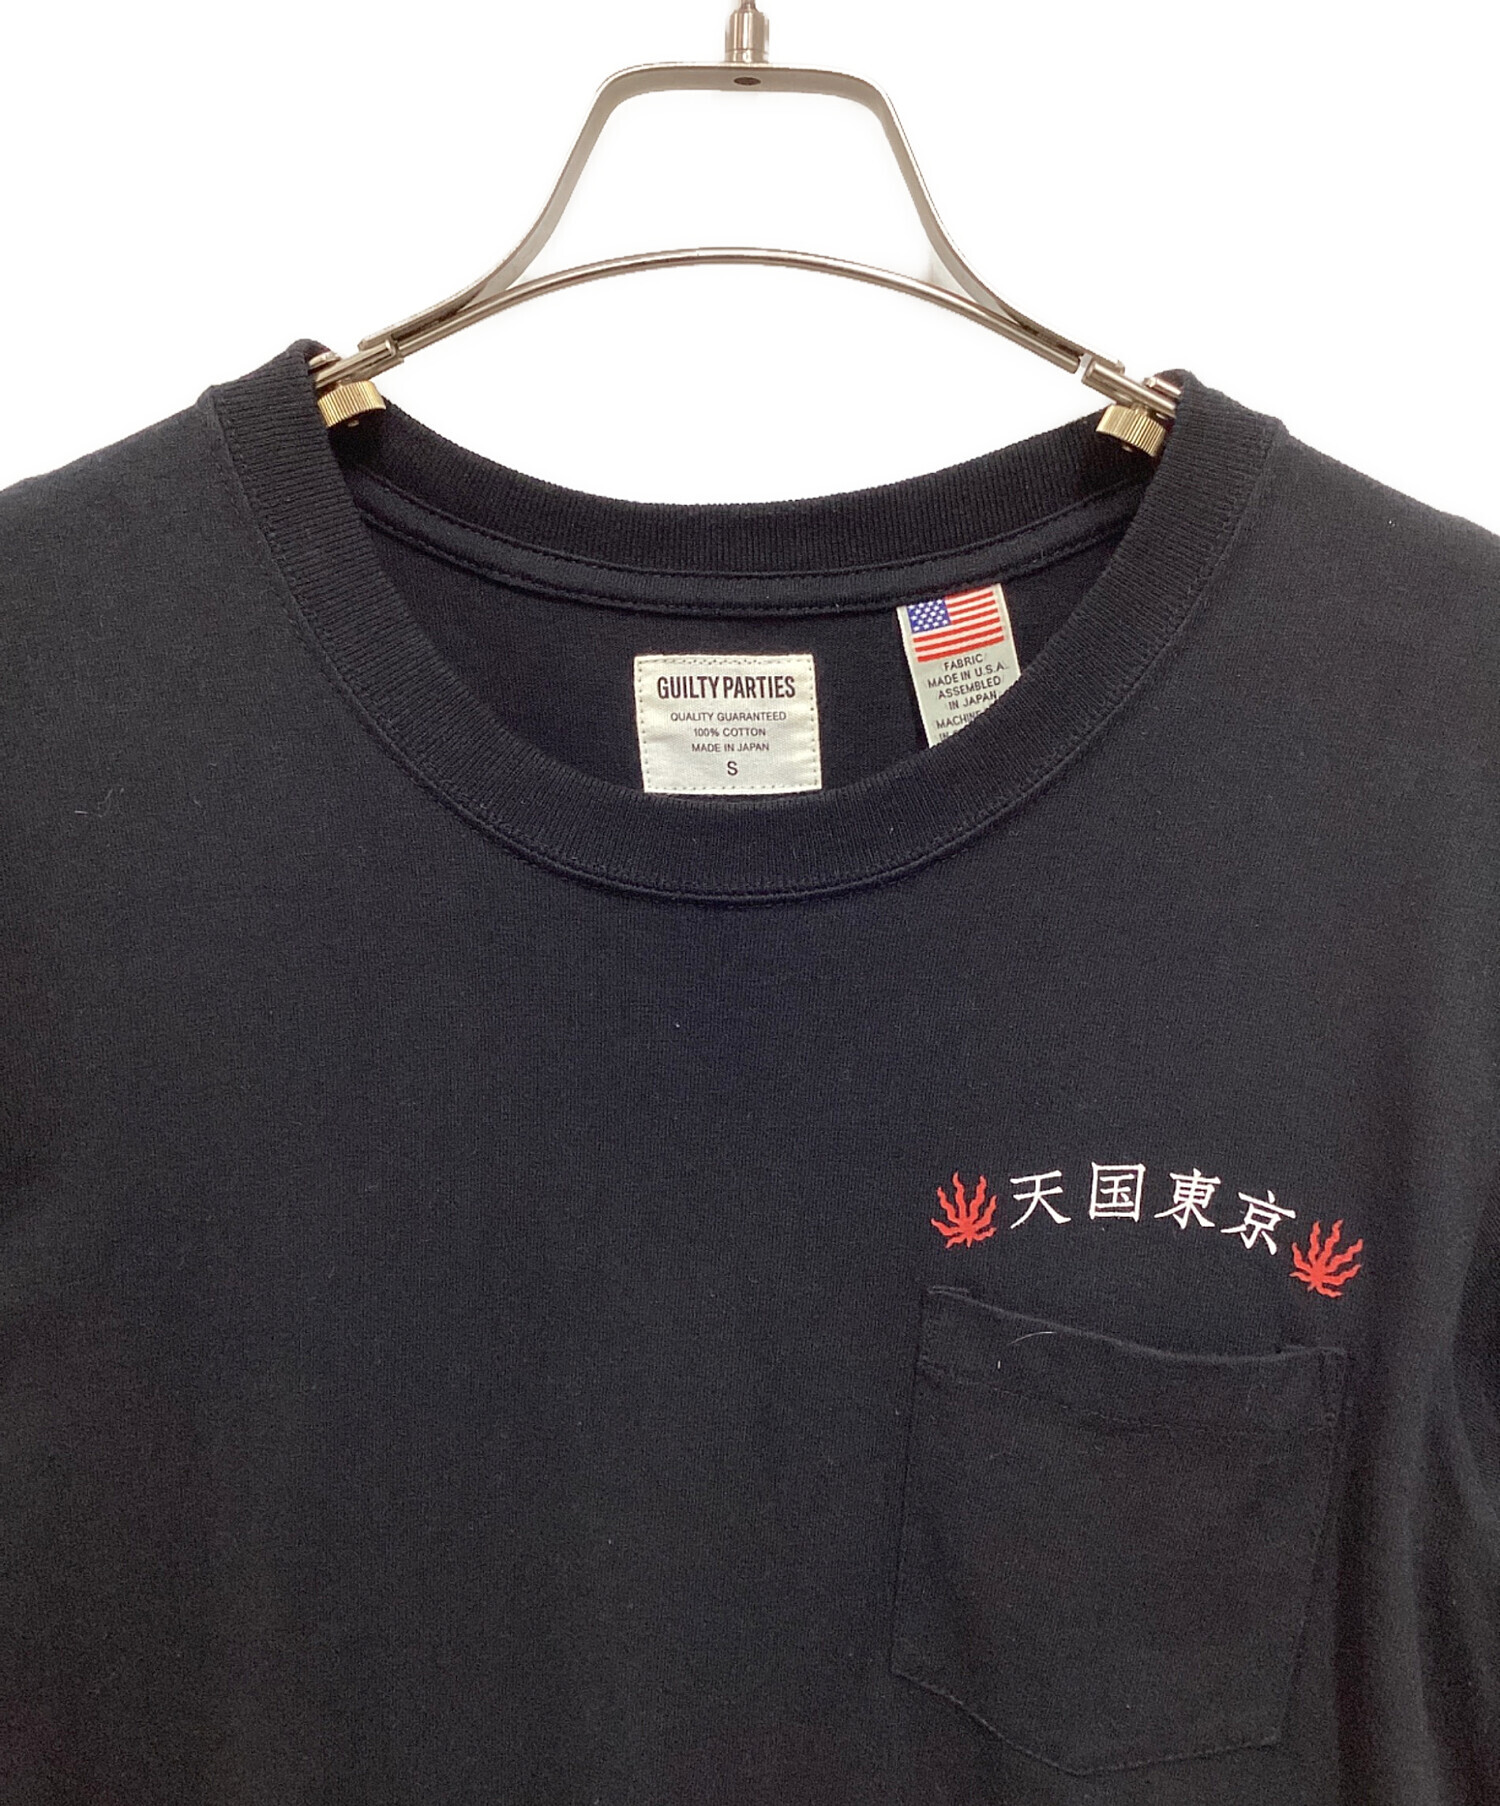 GUILTY PARTIES
QUALITY GUARANTEED
100% COTTON
MADE IN JAPAN
S
FABRIC
MADE IN U.S.A.
ASSEMBLED
IN JAPAN
天国東京